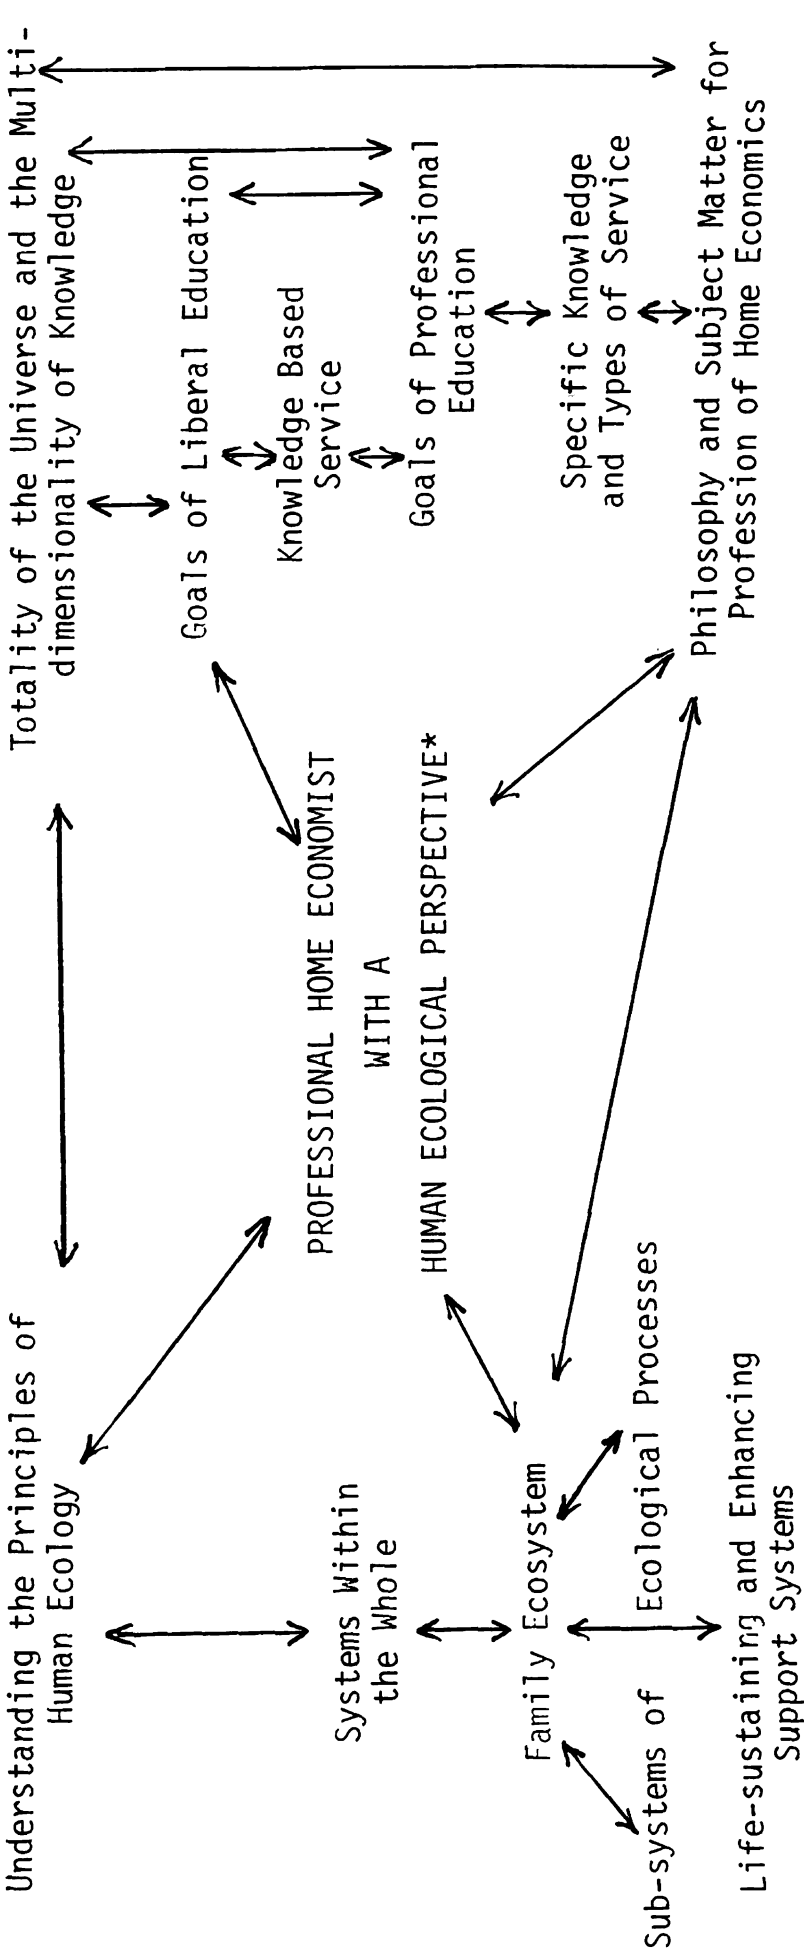 Understanding the Principles of
Human Ecology
Totality of the Universe and the Multi-
dimensionality of Knowledge
Goals of Liberal Education
Knowledge Based
Service
Goals of Professional
Education
Specific Knowledge
and Types of Service
Philosophy and Subject Matter for
Profession of Home Economics
PROFESSIONAL HOME ECONOMIST
WITH A
HUMAN ECOLOGICAL PERSPECTIVE*
Systems Within
the Whole
Family Ecosystem
Sub-systems of
Ecological Processes
Life-sustaining and Enhancing
Support Systems